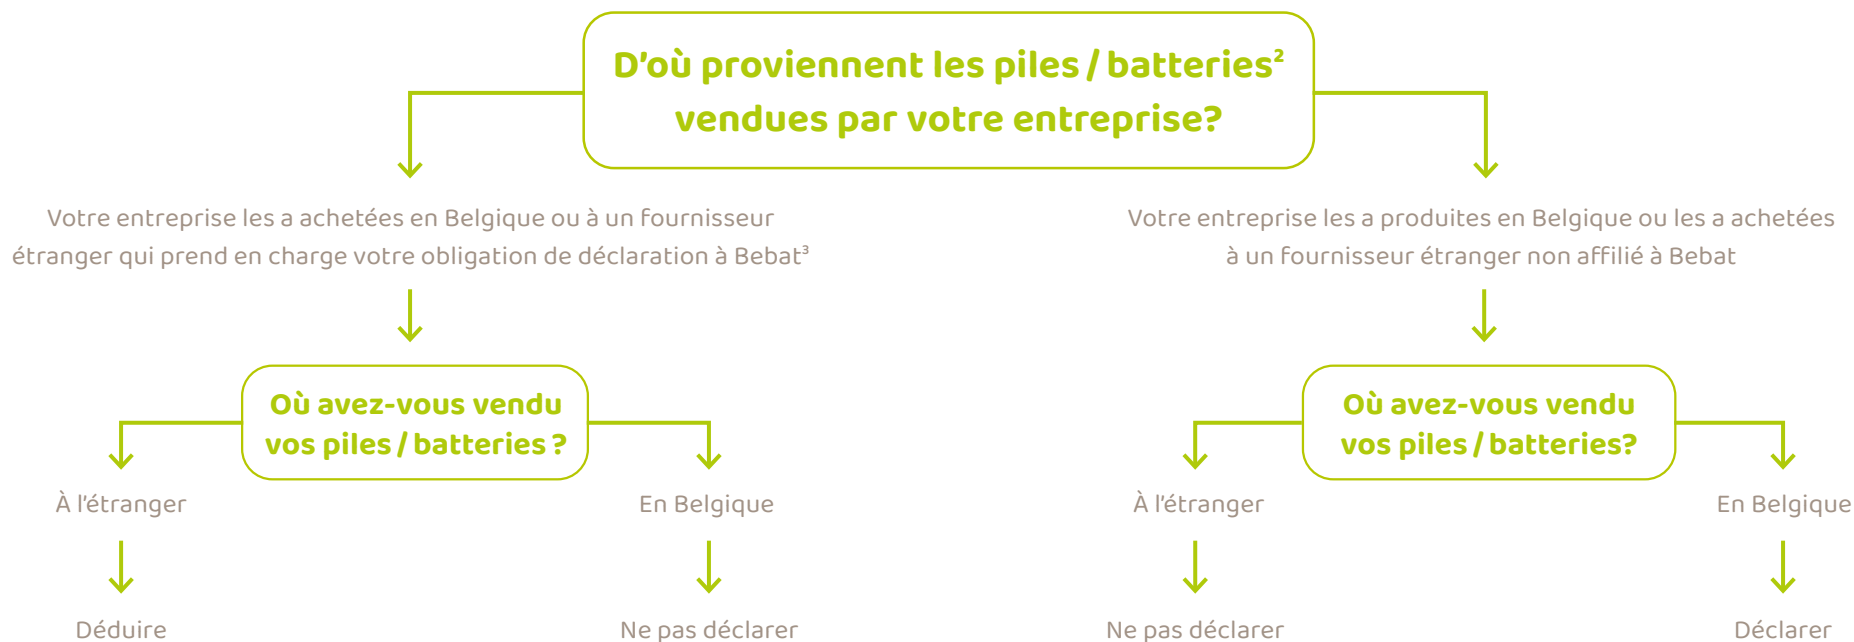 D'où proviennent les piles / batteries²
vendues par votre entreprise?
Votre entreprise les a achetées en Belgique ou à un fournisseur
étranger qui prend en charge votre obligation de déclaration à Bebat³
Votre entreprise les a produites en Belgique ou les a achetées
à un fournisseur étranger non affilié à Bebat
Où avez-vous vendu
vos piles / batteries ?
Où avez-vous vendu
vos piles / batteries?
À l'étranger
En Belgique
À l'étranger
En Belgique
Déduire
Ne pas déclarer
Ne pas déclarer
Déclarer